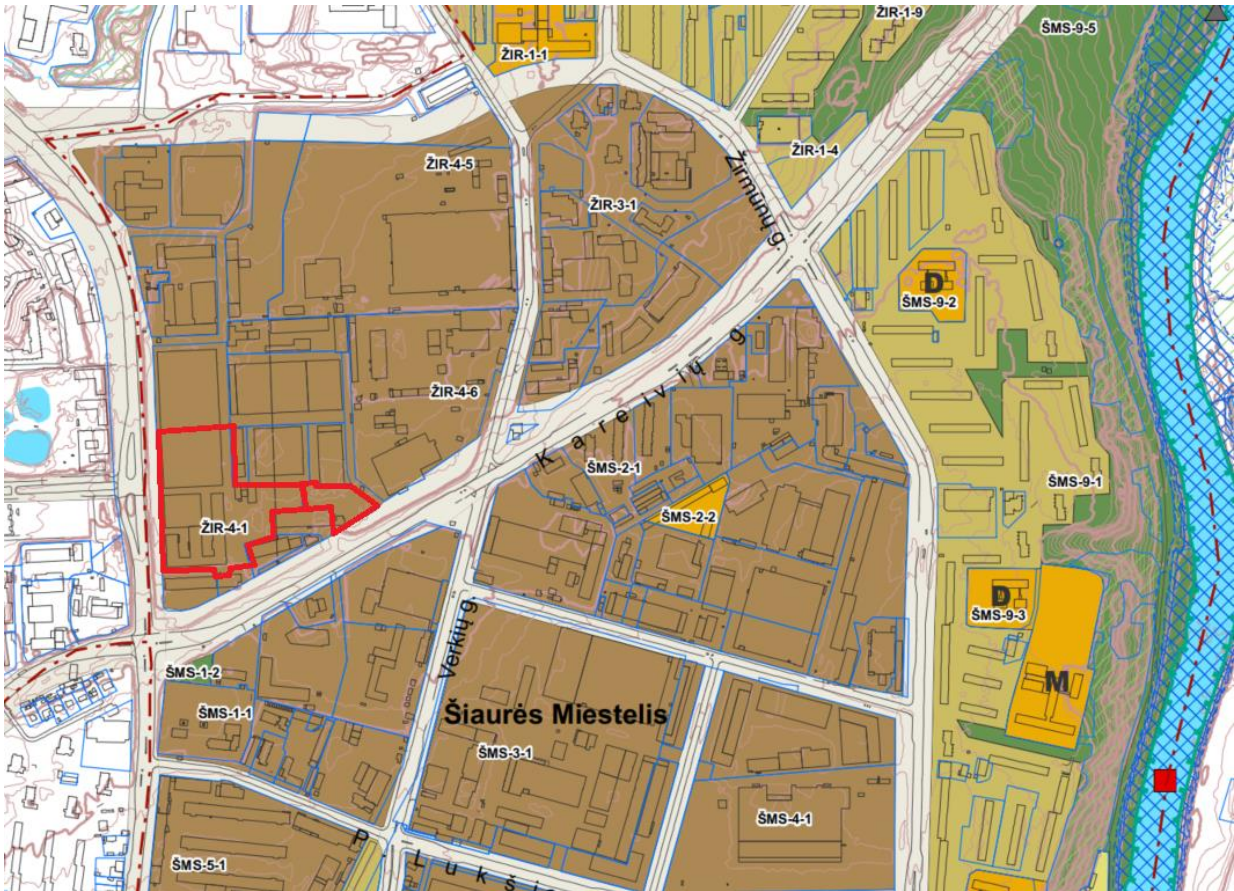 ŽIR-1-9
ŠMS-9-5
ŽIR-1-1
ŽIR-1-4
ŽIR-4-5
Žirmunų g.
ŽIR-3-1
D
ŠMS-9-2
ŽIR-4-6
Kareivių g.
ŠMS-2-1
ŠMS-9-1
ŠMS-2-2
ŽIR-4-1
D
ŠMS-9-3
Verkių g.
ŠMS-1-2
M
ŠMS-1-1
Šiaurės Miestelis
ŠMS-3-1
ŠMS-4-1
P. Lukši
ŠMS-5-1